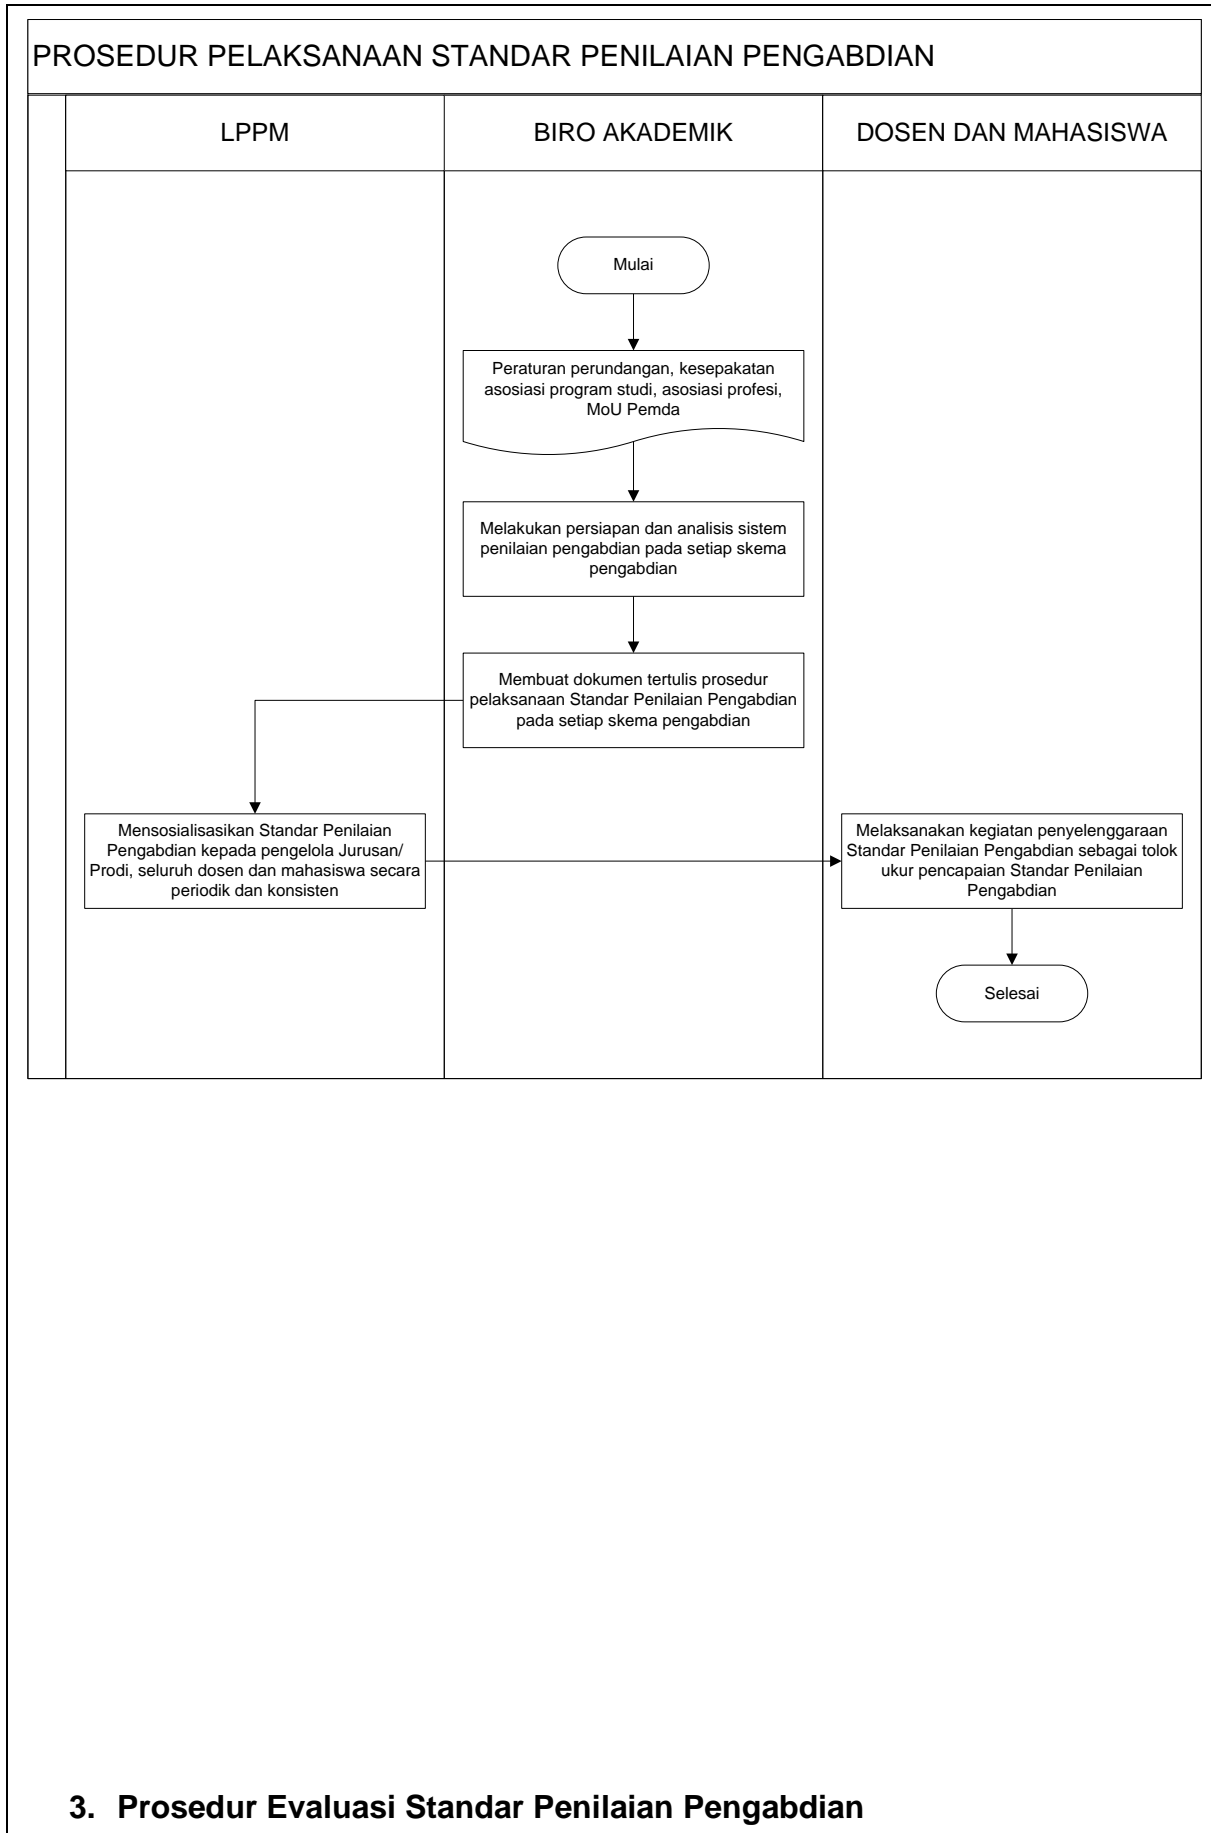 PROSEDUR PELAKSANAAN STANDAR PENILAIAN PENGABDIAN
LPPM
BIRO AKADEMIK
DOSEN DAN MAHASISWA
Mulai
Peraturan perundangan, kesepakatan
asosiasi program studi, asosiasi profesi,
MoU Pemda
Melakukan persiapan dan analisis sistem
penilaian pengabdian pada setiap skema
pengabdian
Membuat dokumen tertulis prosedur
pelaksanaan Standar Penilaian Pengabdian
pada setiap skema pengabdian
Mensosialisasikan Standar Penilaian
Pengabdian kepada pengelola Jurusan/
Prodi, seluruh dosen dan mahasiswa secara
periodik dan konsisten
Melaksanakan kegiatan penyelenggaraan
Standar Penilaian Pengabdian sebagai tolok
ukur pencapaian Standar Penilaian
Pengabdian
Selesai
3. Prosedur Evaluasi Standar Penilaian Pengabdian